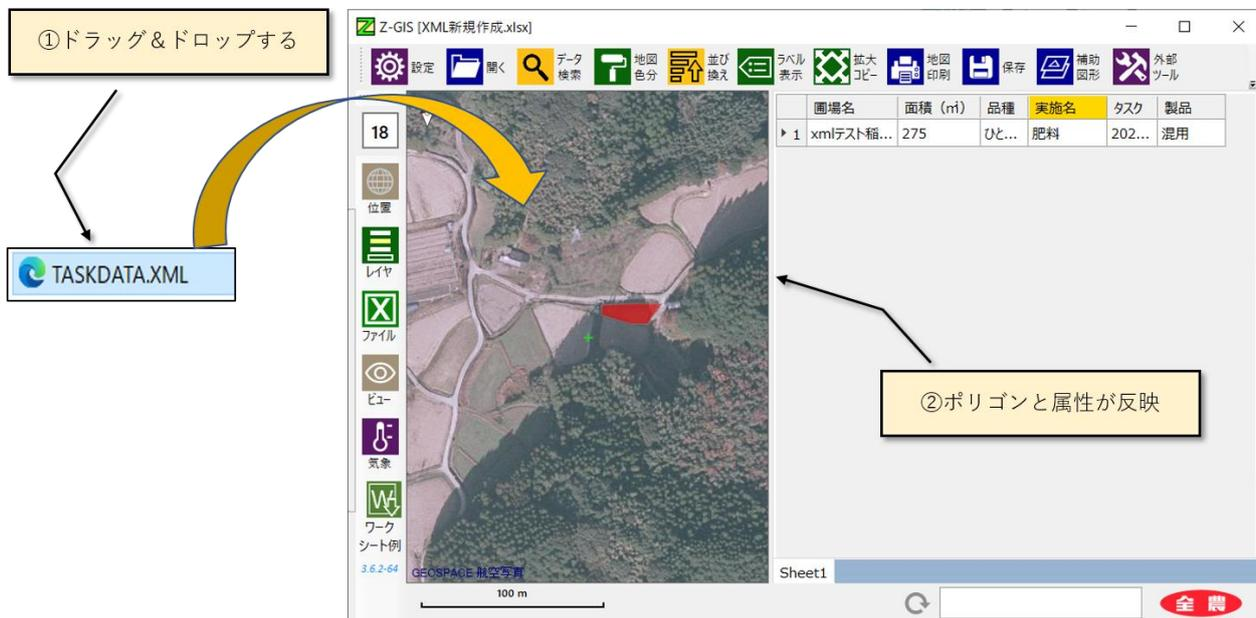 ①ドラッグ&ドロップする
TASKDATA.XML
Z-GIS [XML新規作成.xlsx]
設定
開く
データ
検索
地図
色分
並び
換え
ラベル
表示
拡大
コピー
地図
印刷
保存
補助
図形
外部
ツール
18
位置
レイヤ
ファイル
ビュー
気象
ワーク
シート例
3.6.2-64
GEOSPACE 航空写真
100 m
圃場名 面積（㎡） 品種 実施名 タスク 製品
1 xmlテスト稲... 275 ひと... 肥料 202... 混用
②ポリゴンと属性が反映
Sheet1
全農